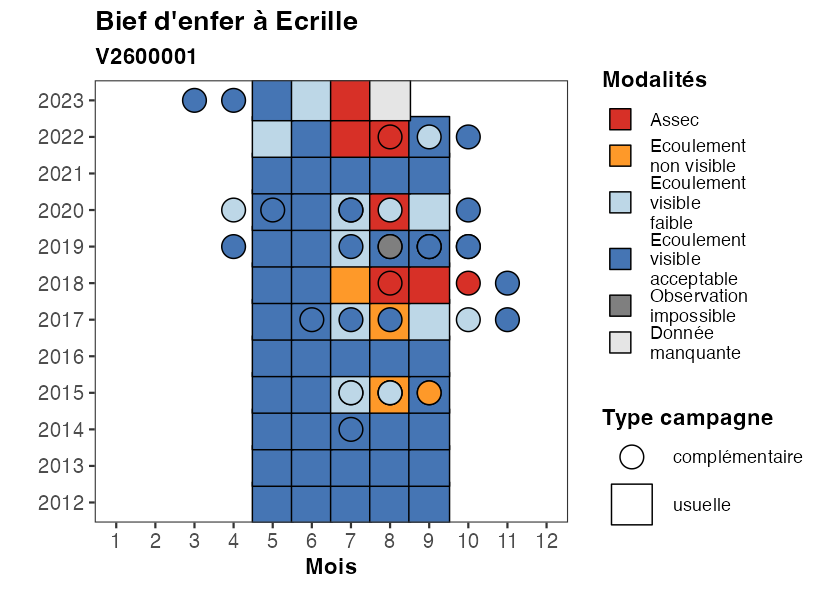 Bief d'enfer à Ecrille
V2600001
2023
2022
2021
2020
2019
2018
2017
2016
2015
2014
2013
2012
1 2 3 4 5 6 7 8 9 10 11 12
Mois
Modalités
Assec
Ecoulement
non visible
Ecoulement
visible
faible
Ecoulement
visible
acceptable
Observation
impossible
Donnée
manquante
Type campagne
complémentaire
usuelle